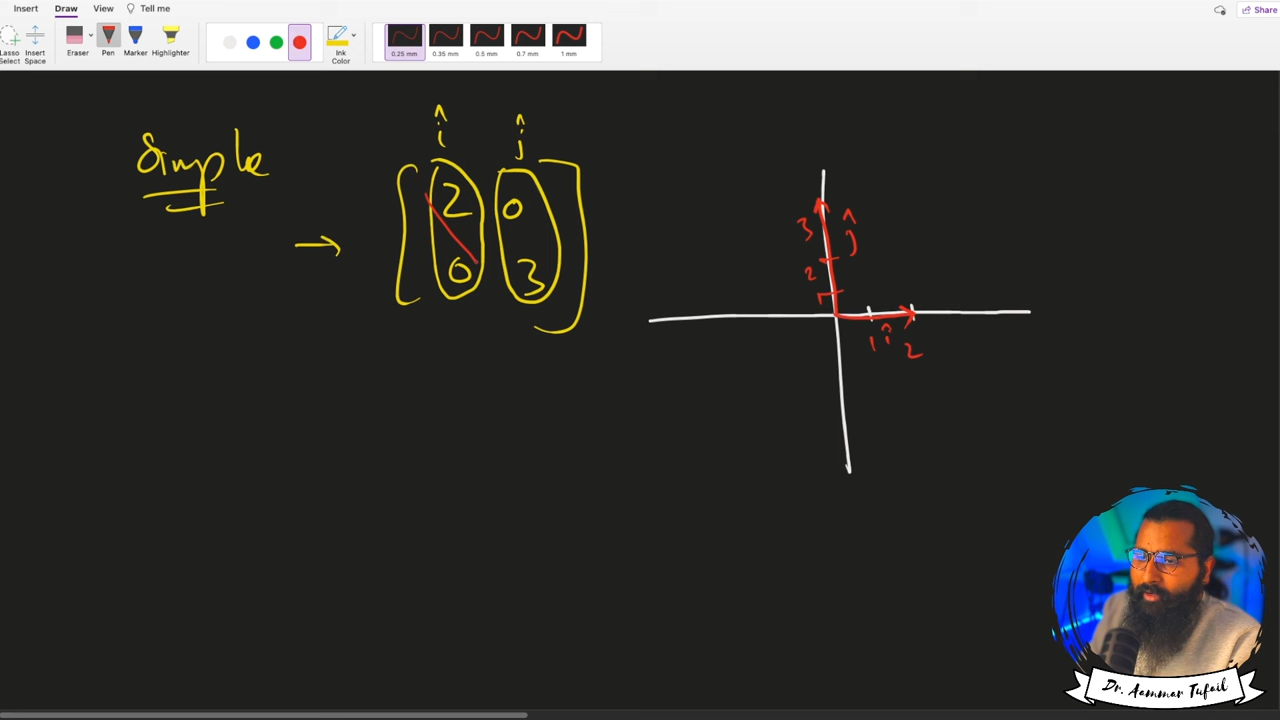 Insert Draw View Tell me
Share
Lasso Select
Insert Space
Eraser
Pen
Marker
Highlighter
Ink Color
0.25 mm
0.35 mm
0.5 mm
0.7 mm
1 mm
Simple
î ĵ
→ [ 2 0
0 3 ]
3 ĵ
2
1
1 î 2
Dr. Aammar Tufail